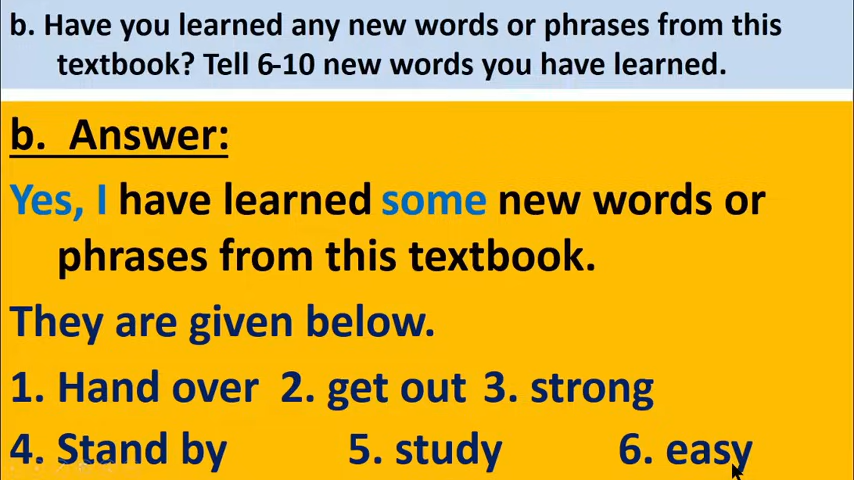 b. Have you learned any new words or phrases from this
textbook? Tell 6-10 new words you have learned.
b. Answer:
Yes, I have learned some new words or
phrases from this textbook.
They are given below.
1. Hand over 2. get out 3. strong
4. Stand by 5. study 6. easy